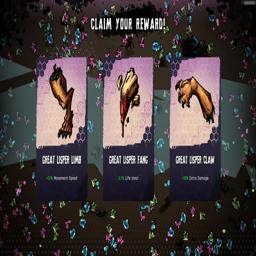 CLAIM YOUR REWARD!
GREAT LISPER LIMB
GREAT LISPER FANG
GREAT LISPER CLAW
Movement Speed
Life steal
Extra Damage